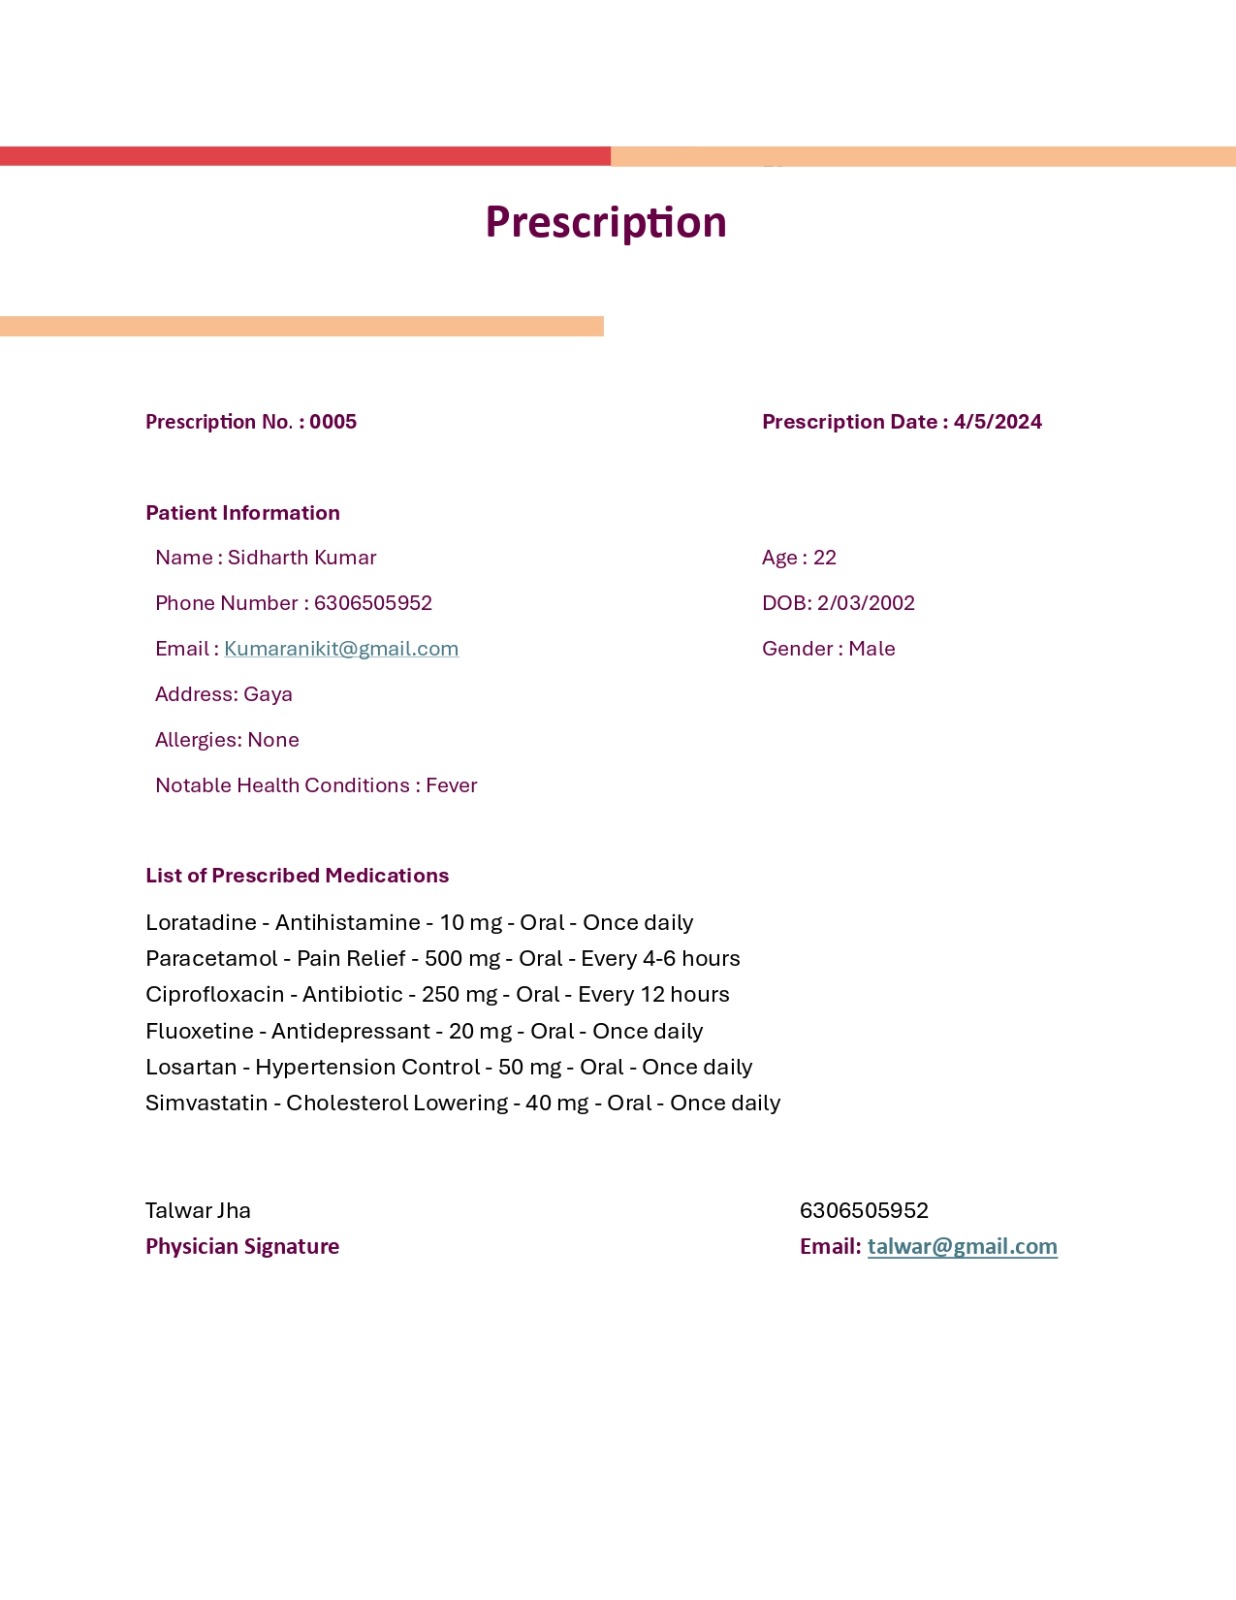 Prescription
Prescription No. : 0005 Prescription Date : 4/5/2024
Patient Information
Name : Sidharth Kumar Age : 22
Phone Number : 6306505952 DOB: 2/03/2002
Email : Kumaranikit@gmail.com Gender : Male
Address: Gaya
Allergies: None
Notable Health Conditions : Fever
List of Prescribed Medications
Loratadine - Antihistamine - 10 mg - Oral - Once daily
Paracetamol - Pain Relief - 500 mg - Oral - Every 4-6 hours
Ciprofloxacin - Antibiotic - 250 mg - Oral - Every 12 hours
Fluoxetine - Antidepressant - 20 mg - Oral - Once daily
Losartan - Hypertension Control - 50 mg - Oral - Once daily
Simvastatin - Cholesterol Lowering - 40 mg - Oral - Once daily
Talwar Jha 6306505952
Physician Signature Email: talwar@gmail.com